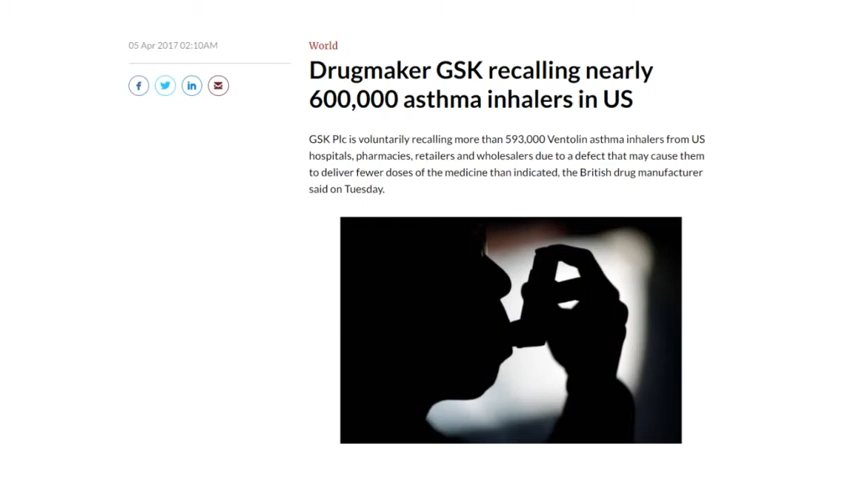 05 Apr 2017 02:10AM
World
Drugmaker GSK recalling nearly
600,000 asthma inhalers in US
GSK Plc is voluntarily recalling more than 593,000 Ventolin asthma inhalers from US
hospitals, pharmacies, retailers and wholesalers due to a defect that may cause them
to deliver fewer doses of the medicine than indicated, the British drug manufacturer
said on Tuesday.